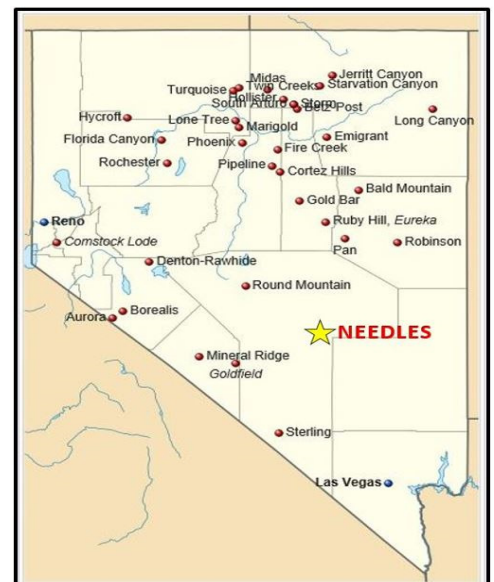 Midas
Jerritt Canyon
Turquoise
Twin Creeks
Starvation Canyon
Hollister
South Arturo
Storm
Betz-Post
Hycroft
Lone Tree
Marigold
Long Canyon
Florida Canyon
Phoenix
Emigrant
Fire Creek
Rochester
Pipeline
Cortez Hills
Bald Mountain
Gold Bar
Reno
Ruby Hill, Eureka
Comstock Lode
Pan
Robinson
Denton-Rawhide
Round Mountain
Borealis
Aurora
NEEDLES
Mineral Ridge
Goldfield
Sterling
Las Vegas